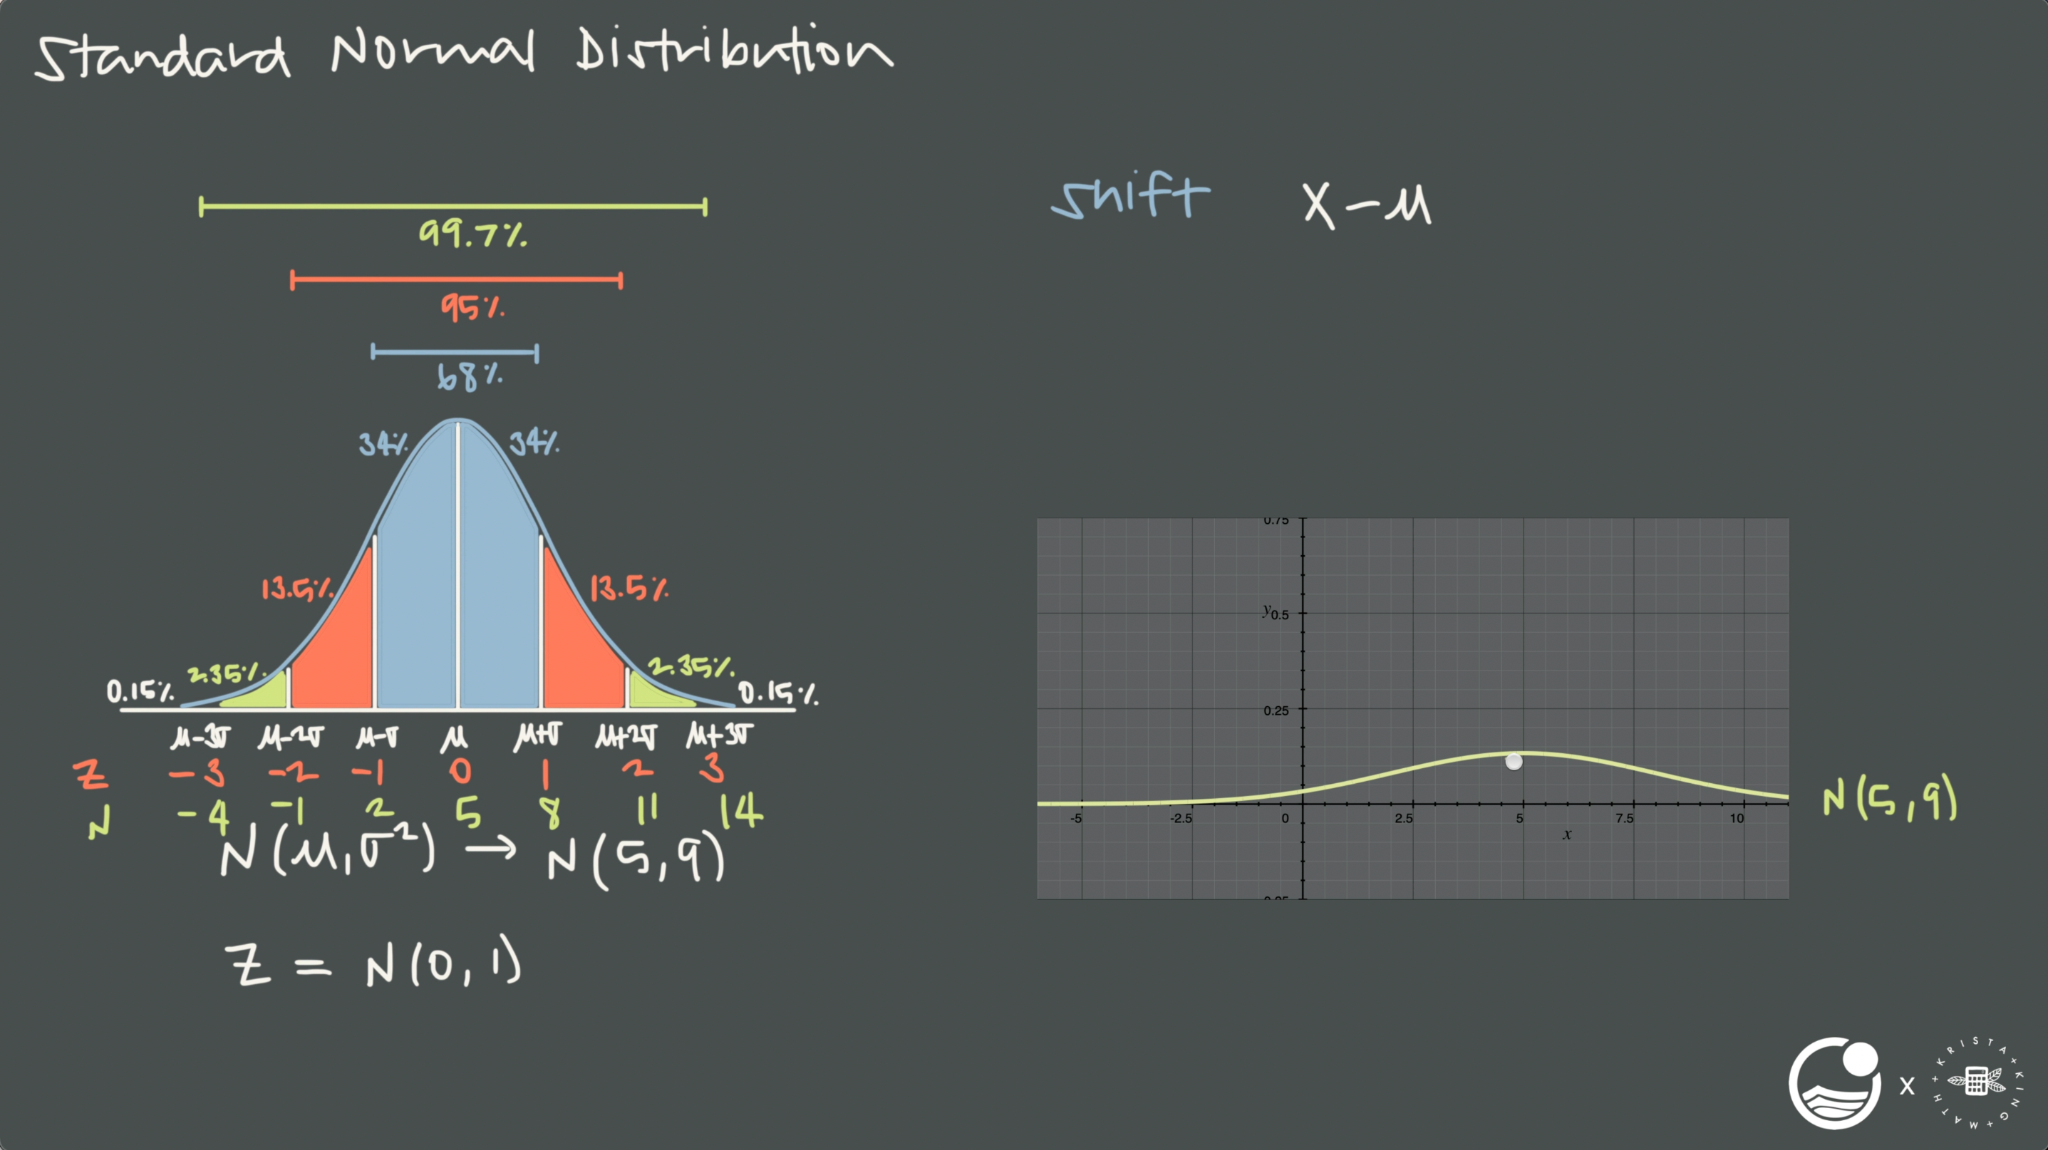 Standard Normal Distribution
shift X-μ
99.7%
95%
68%
34% 34%
13.5% 13.5%
0.15% 2.35% 2.35% 0.15%
μ-3σ μ-2σ μ-σ μ μ+σ μ+2σ μ+3σ
Z -3 -2 -1 0 1 2 3
N -4 -1 2 5 8 11 14
N(μ,σ²) → N(5,9)
Z = N(0,1)
0.75
y 0.5
0.25
-5 -2.5 0 2.5 5 7.5 10
x
N(5,9)
X
KRISTA + KING + MATH +